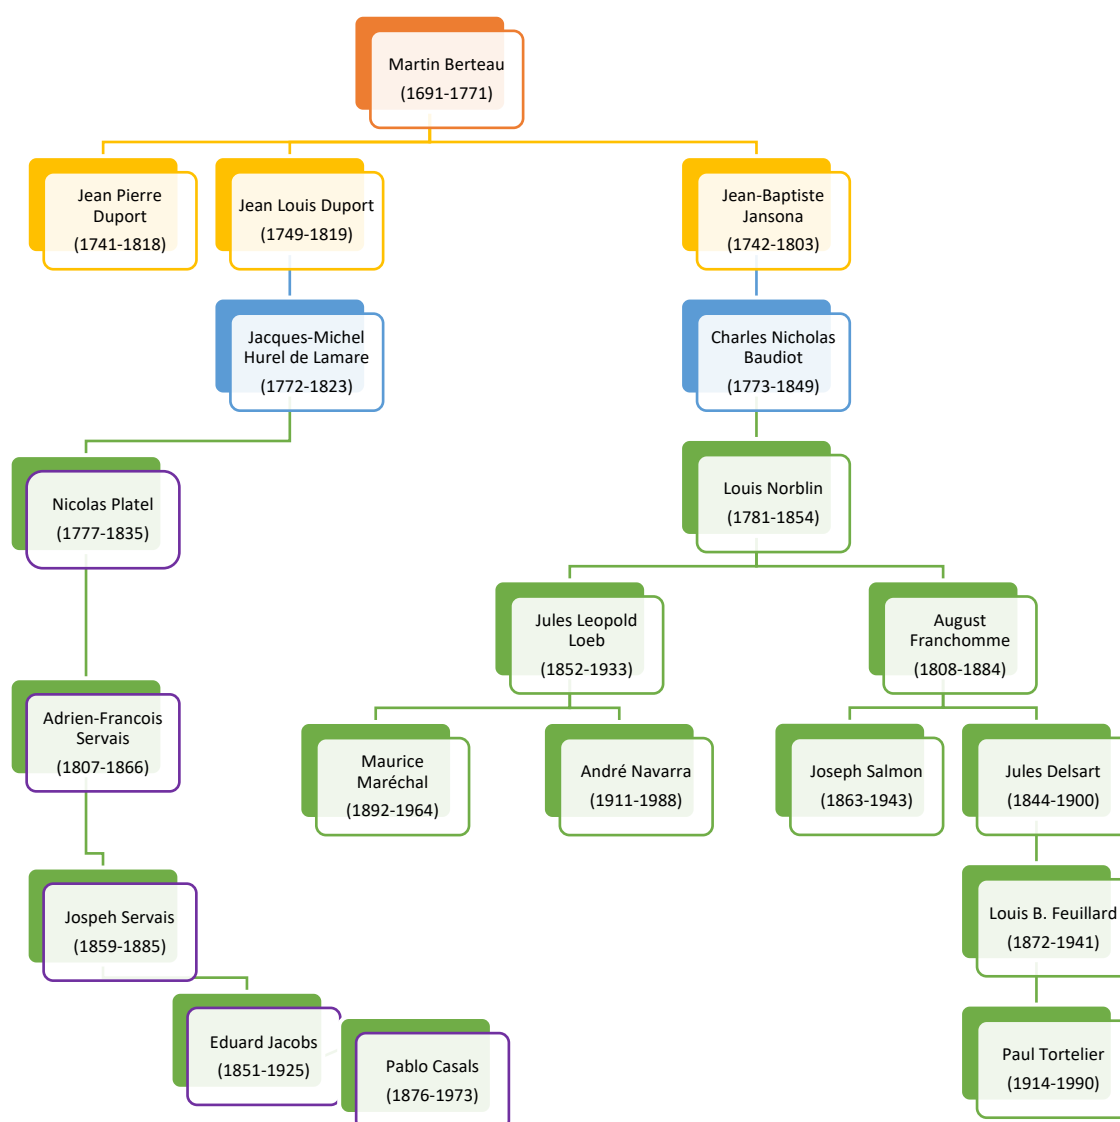 Martin Berteau
(1691-1771)
Jean Pierre
Duport
(1741-1818)
Jean Louis Duport
(1749-1819)
Jean-Baptiste
Jansona
(1742-1803)
Jacques-Michel
Hurel de Lamare
(1772-1823)
Charles Nicholas
Baudiot
(1773-1849)
Nicolas Platel
(1777-1835)
Louis Norblin
(1781-1854)
Jules Leopold
Loeb
(1852-1933)
August
Franchomme
(1808-1884)
Adrien-Francois
Servais
(1807-1866)
Maurice
Maréchal
(1892-1964)
André Navarra
(1911-1988)
Joseph Salmon
(1863-1943)
Jules Delsart
(1844-1900)
Jospeh Servais
(1859-1885)
Louis B. Feuillard
(1872-1941)
Eduard Jacobs
(1851-1925)
Pablo Casals
(1876-1973)
Paul Tortelier
(1914-1990)